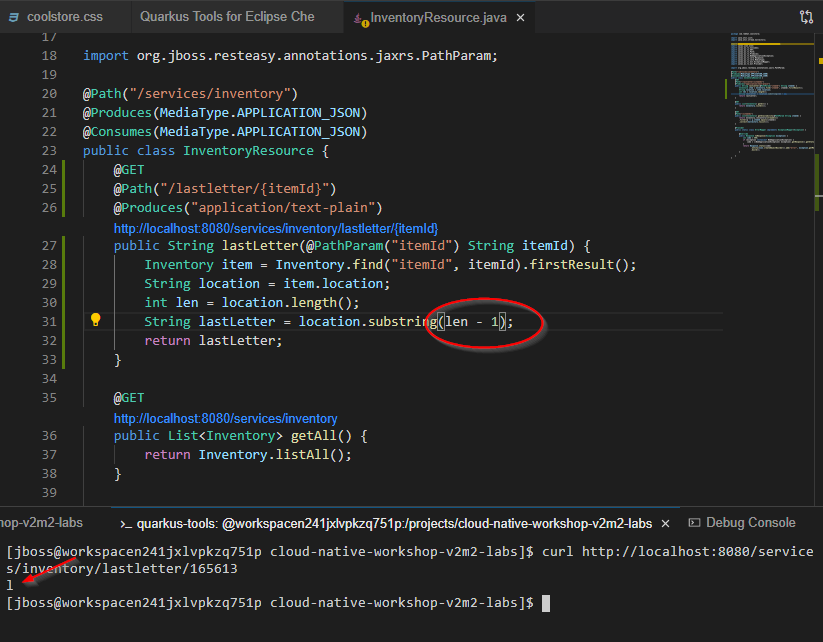 coolstore.css
Quarkus Tools for Eclipse Che
InventoryResource.java ×
17
18 import org.jboss.resteasy.annotations.jaxrs.PathParam;
19
20 @Path("/services/inventory")
21 @Produces(MediaType.APPLICATION_JSON)
22 @Consumes(MediaType.APPLICATION_JSON)
23 public class InventoryResource {
24 @GET
25 @Path("/lastletter/{itemId}")
26 @Produces("application/text-plain")
http://localhost:8080/services/inventory/lastletter/{itemId}
27 public String lastLetter(@PathParam("itemId") String itemId) {
28 Inventory item = Inventory.find("itemId", itemId).firstResult();
29 String location = item.location;
30 int len = location.length();
31 String lastLetter = location.substring(len - 1);
32 return lastLetter;
33 }
34
35 @GET
http://localhost:8080/services/inventory
36 public List<Inventory> getAll() {
37 return Inventory.listAll();
38 }
39
hop-v2m2-labs
>_ quarkus-tools: @workspacen241jxlvpkzq751p:/projects/cloud-native-workshop-v2m2-labs ×
Debug Console
[jboss@workspacen241jxlvpkzq751p cloud-native-workshop-v2m2-labs]$ curl http://localhost:8080/service
s/inventory/lastletter/165613
l
[jboss@workspacen241jxlvpkzq751p cloud-native-workshop-v2m2-labs]$